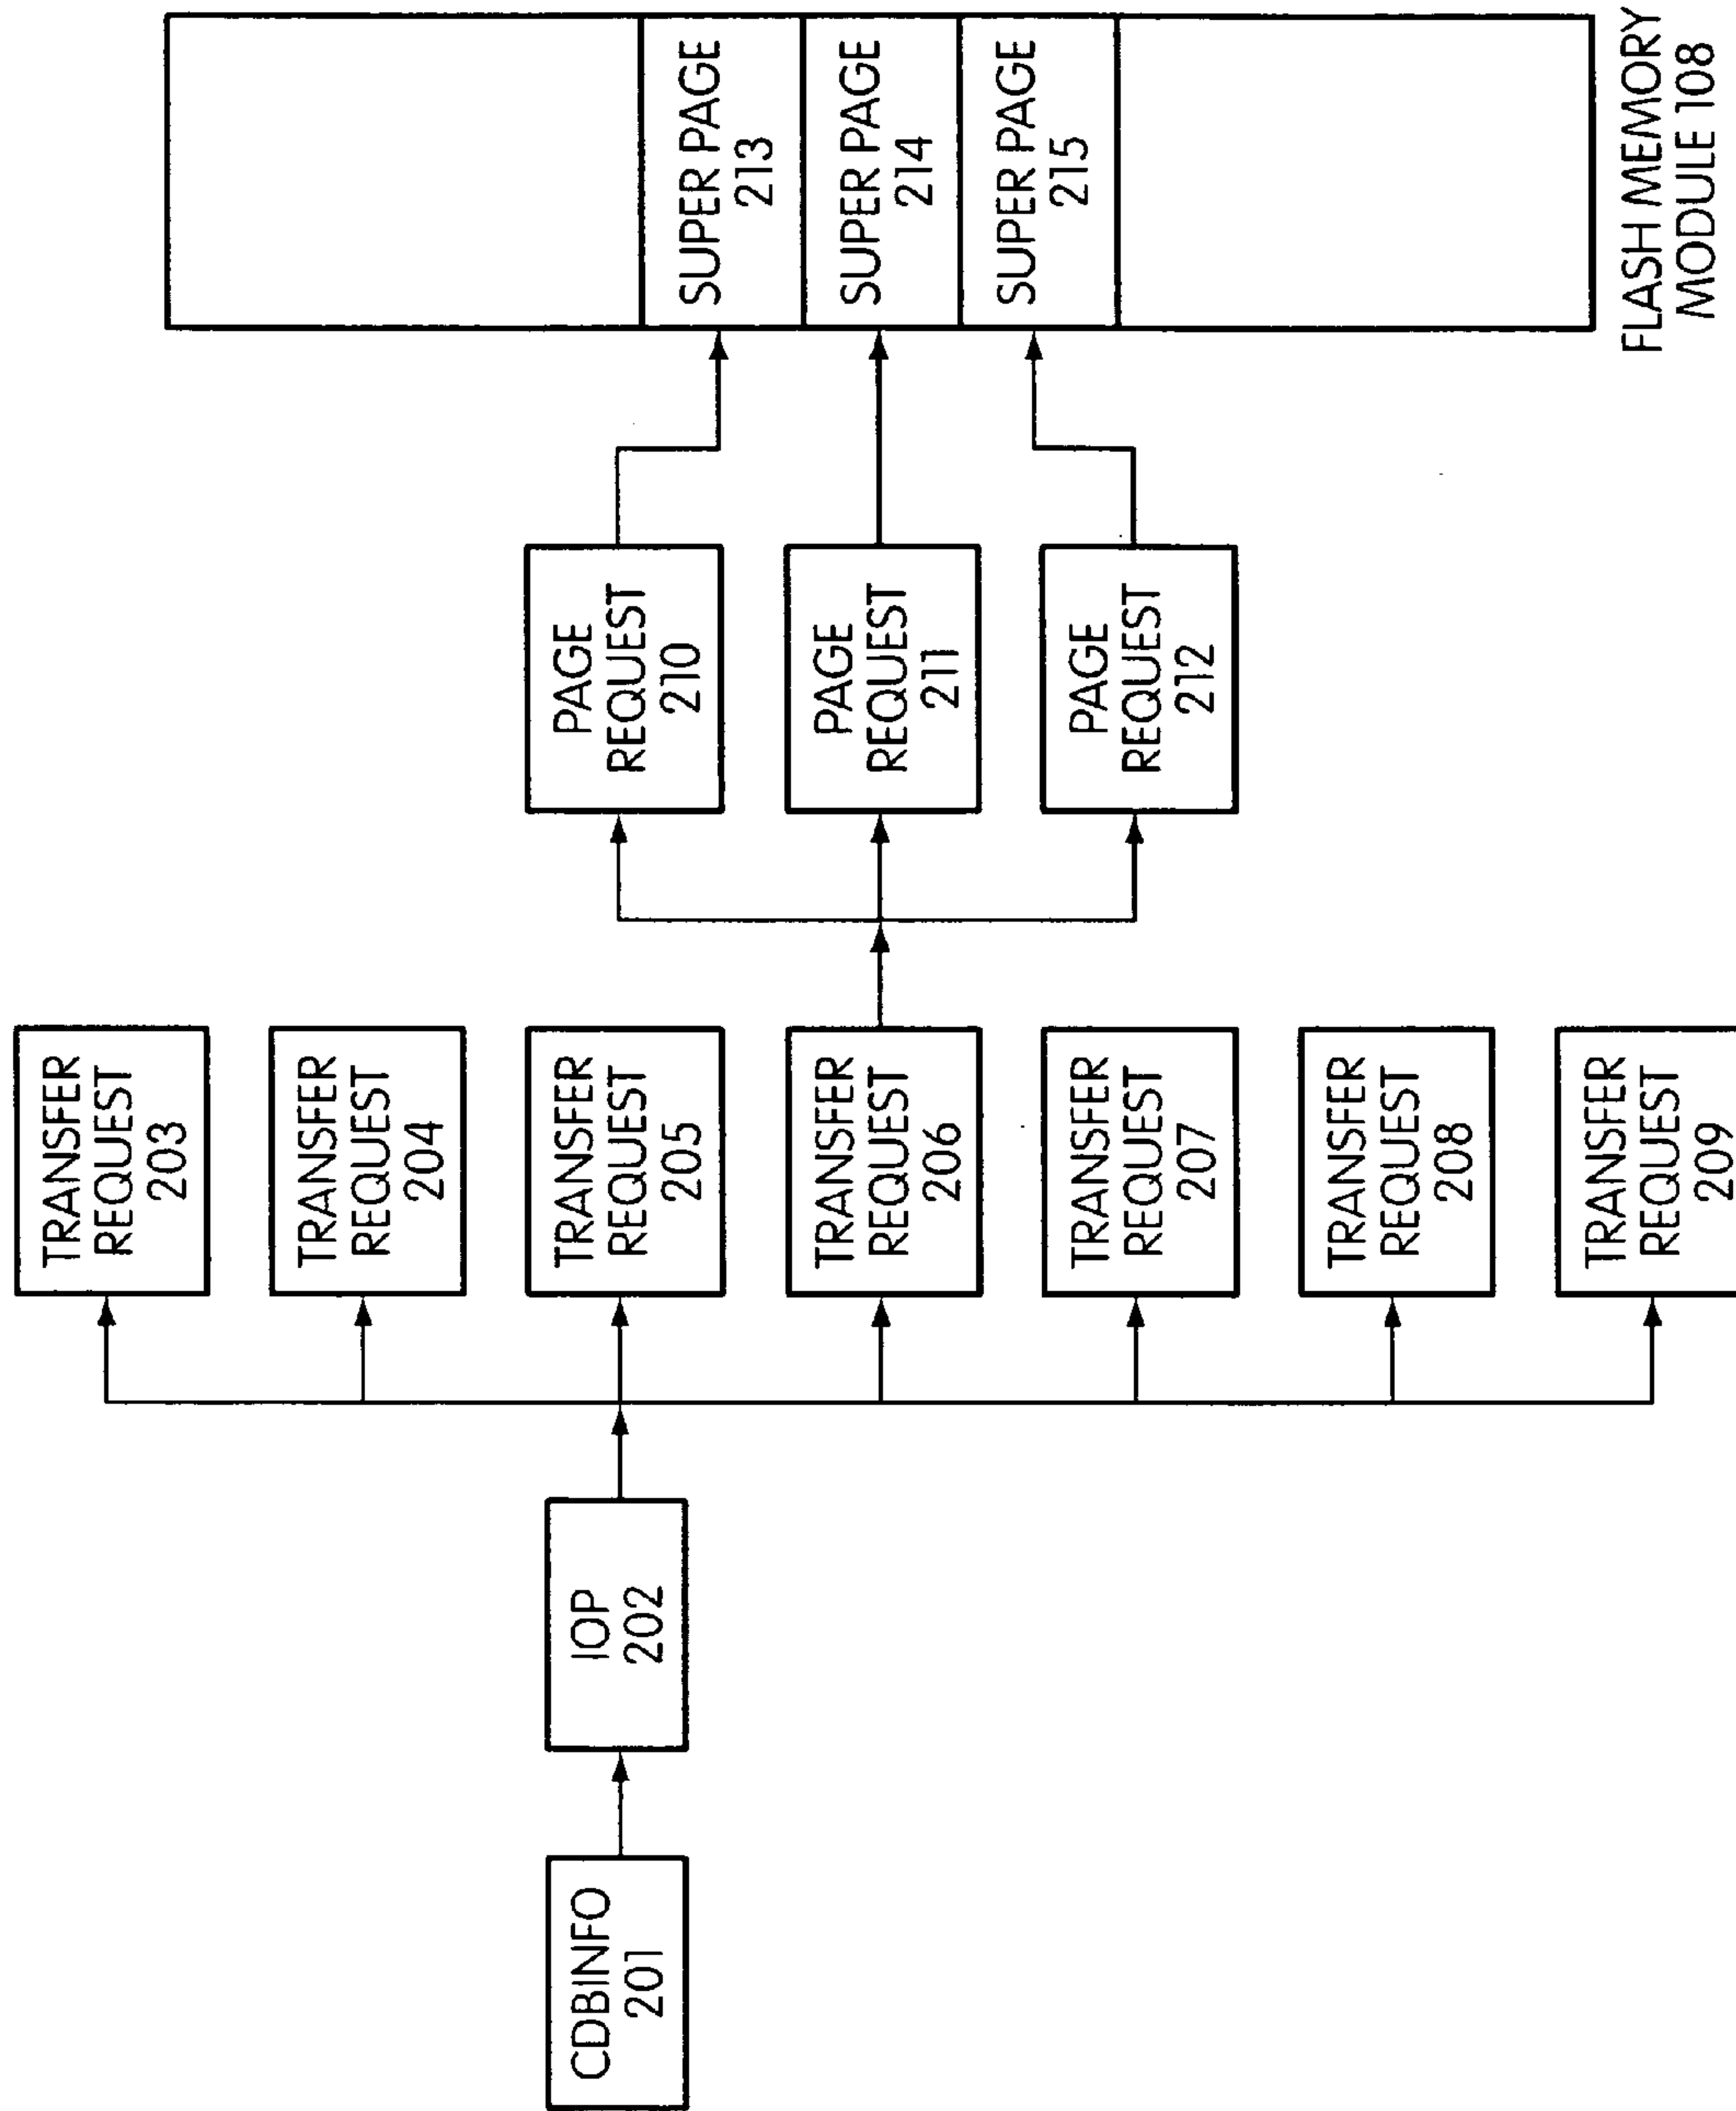 CDBINFO
201
IOP
202
TRANSFER
REQUEST
203
TRANSFER
REQUEST
204
TRANSFER
REQUEST
205
TRANSFER
REQUEST
206
TRANSFER
REQUEST
207
TRANSFER
REQUEST
208
TRANSFER
REQUEST
209
PAGE
REQUEST
210
PAGE
REQUEST
211
PAGE
REQUEST
212
SUPER PAGE
213
SUPER PAGE
214
SUPER PAGE
215
FLASH MEMORY
MODULE 108